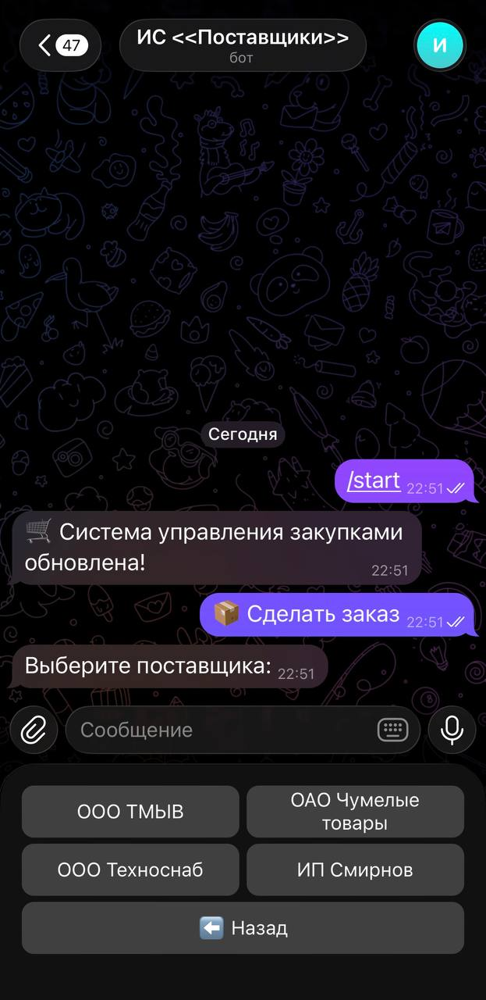 47
ИС <<Поставщики>>
бот
И
Сегодня
/start 22:51
🛒 Система управления закупками
обновлена!
22:51
📦 Сделать заказ 22:51
Выберите поставщика: 22:51
Сообщение
ООО ТМЫВ
ОАО Чумелые
товары
ООО Техноснаб
ИП Смирнов
⬅️ Назад